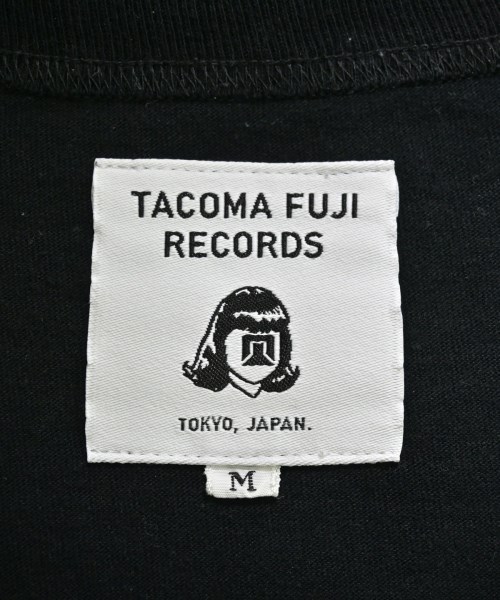 TACOMA FUJI
RECORDS
TOKYO, JAPAN.
M